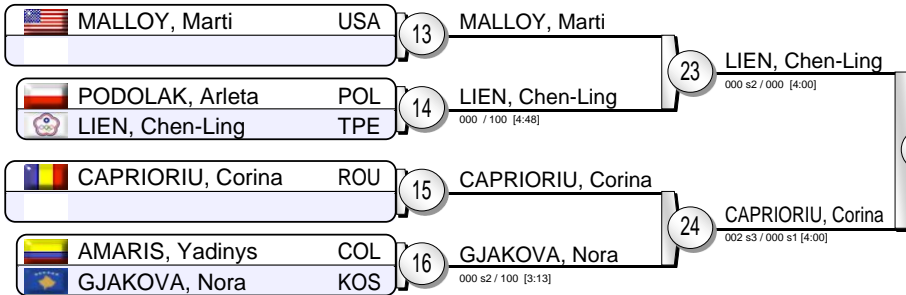 MALLOY, Marti USA
13
MALLOY, Marti
23
LIEN, Chen-Ling
000 s2 / 000 [4:00]
PODOLAK, Arleta POL
LIEN, Chen-Ling TPE
14
LIEN, Chen-Ling
000 / 100 [4:48]
CAPRIORIU, Corina ROU
15
CAPRIORIU, Corina
24
CAPRIORIU, Corina
002 s3 / 000 s1 [4:00]
AMARIS, Yadinys COL
GJAKOVA, Nora KOS
16
GJAKOVA, Nora
000 s2 / 100 [3:13]